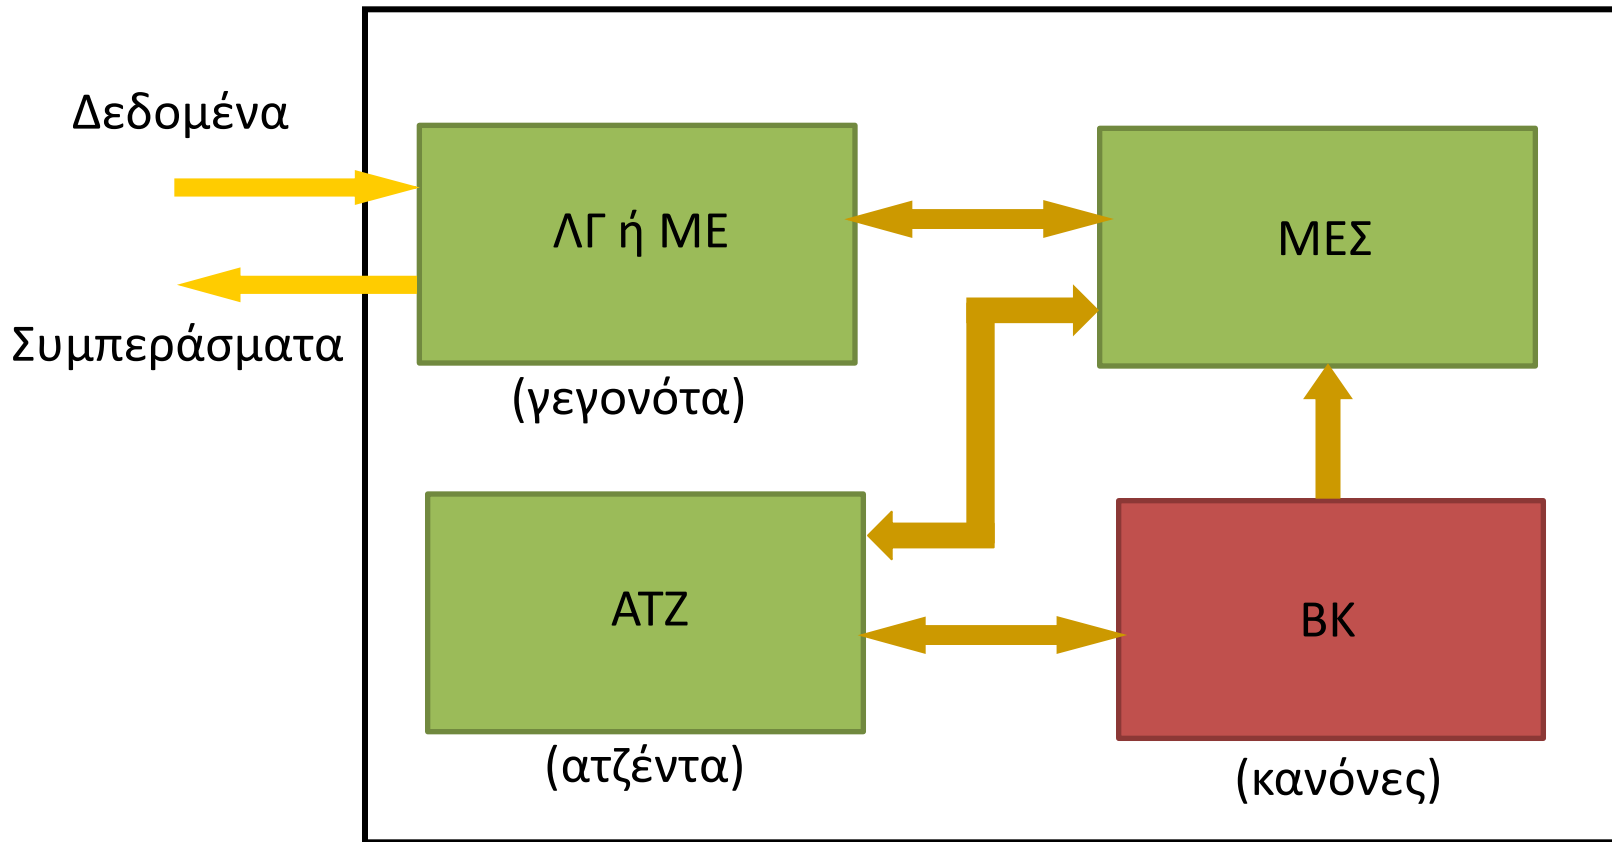 Δεδομένα
Συμπεράσματα
ΛΓ ή ΜΕ
(γεγονότα)
ΜΕΣ
ΑΤΖ
(ατζέντα)
ΒΚ
(κανόνες)